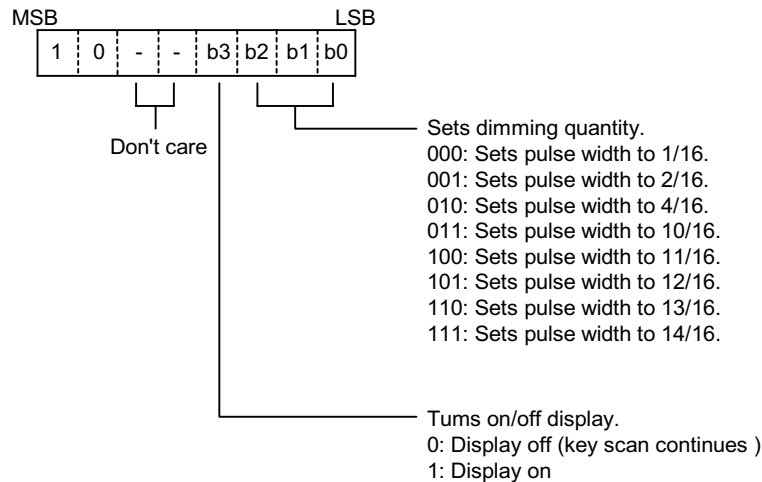 MSB LSB
1 0 - - b3 b2 b1 b0
Don't care
Sets dimming quantity.
000: Sets pulse width to 1/16.
001: Sets pulse width to 2/16.
010: Sets pulse width to 4/16.
011: Sets pulse width to 10/16.
100: Sets pulse width to 11/16.
101: Sets pulse width to 12/16.
110: Sets pulse width to 13/16.
111: Sets pulse width to 14/16.
Tums on/off display.
0: Display off (key scan continues )
1: Display on